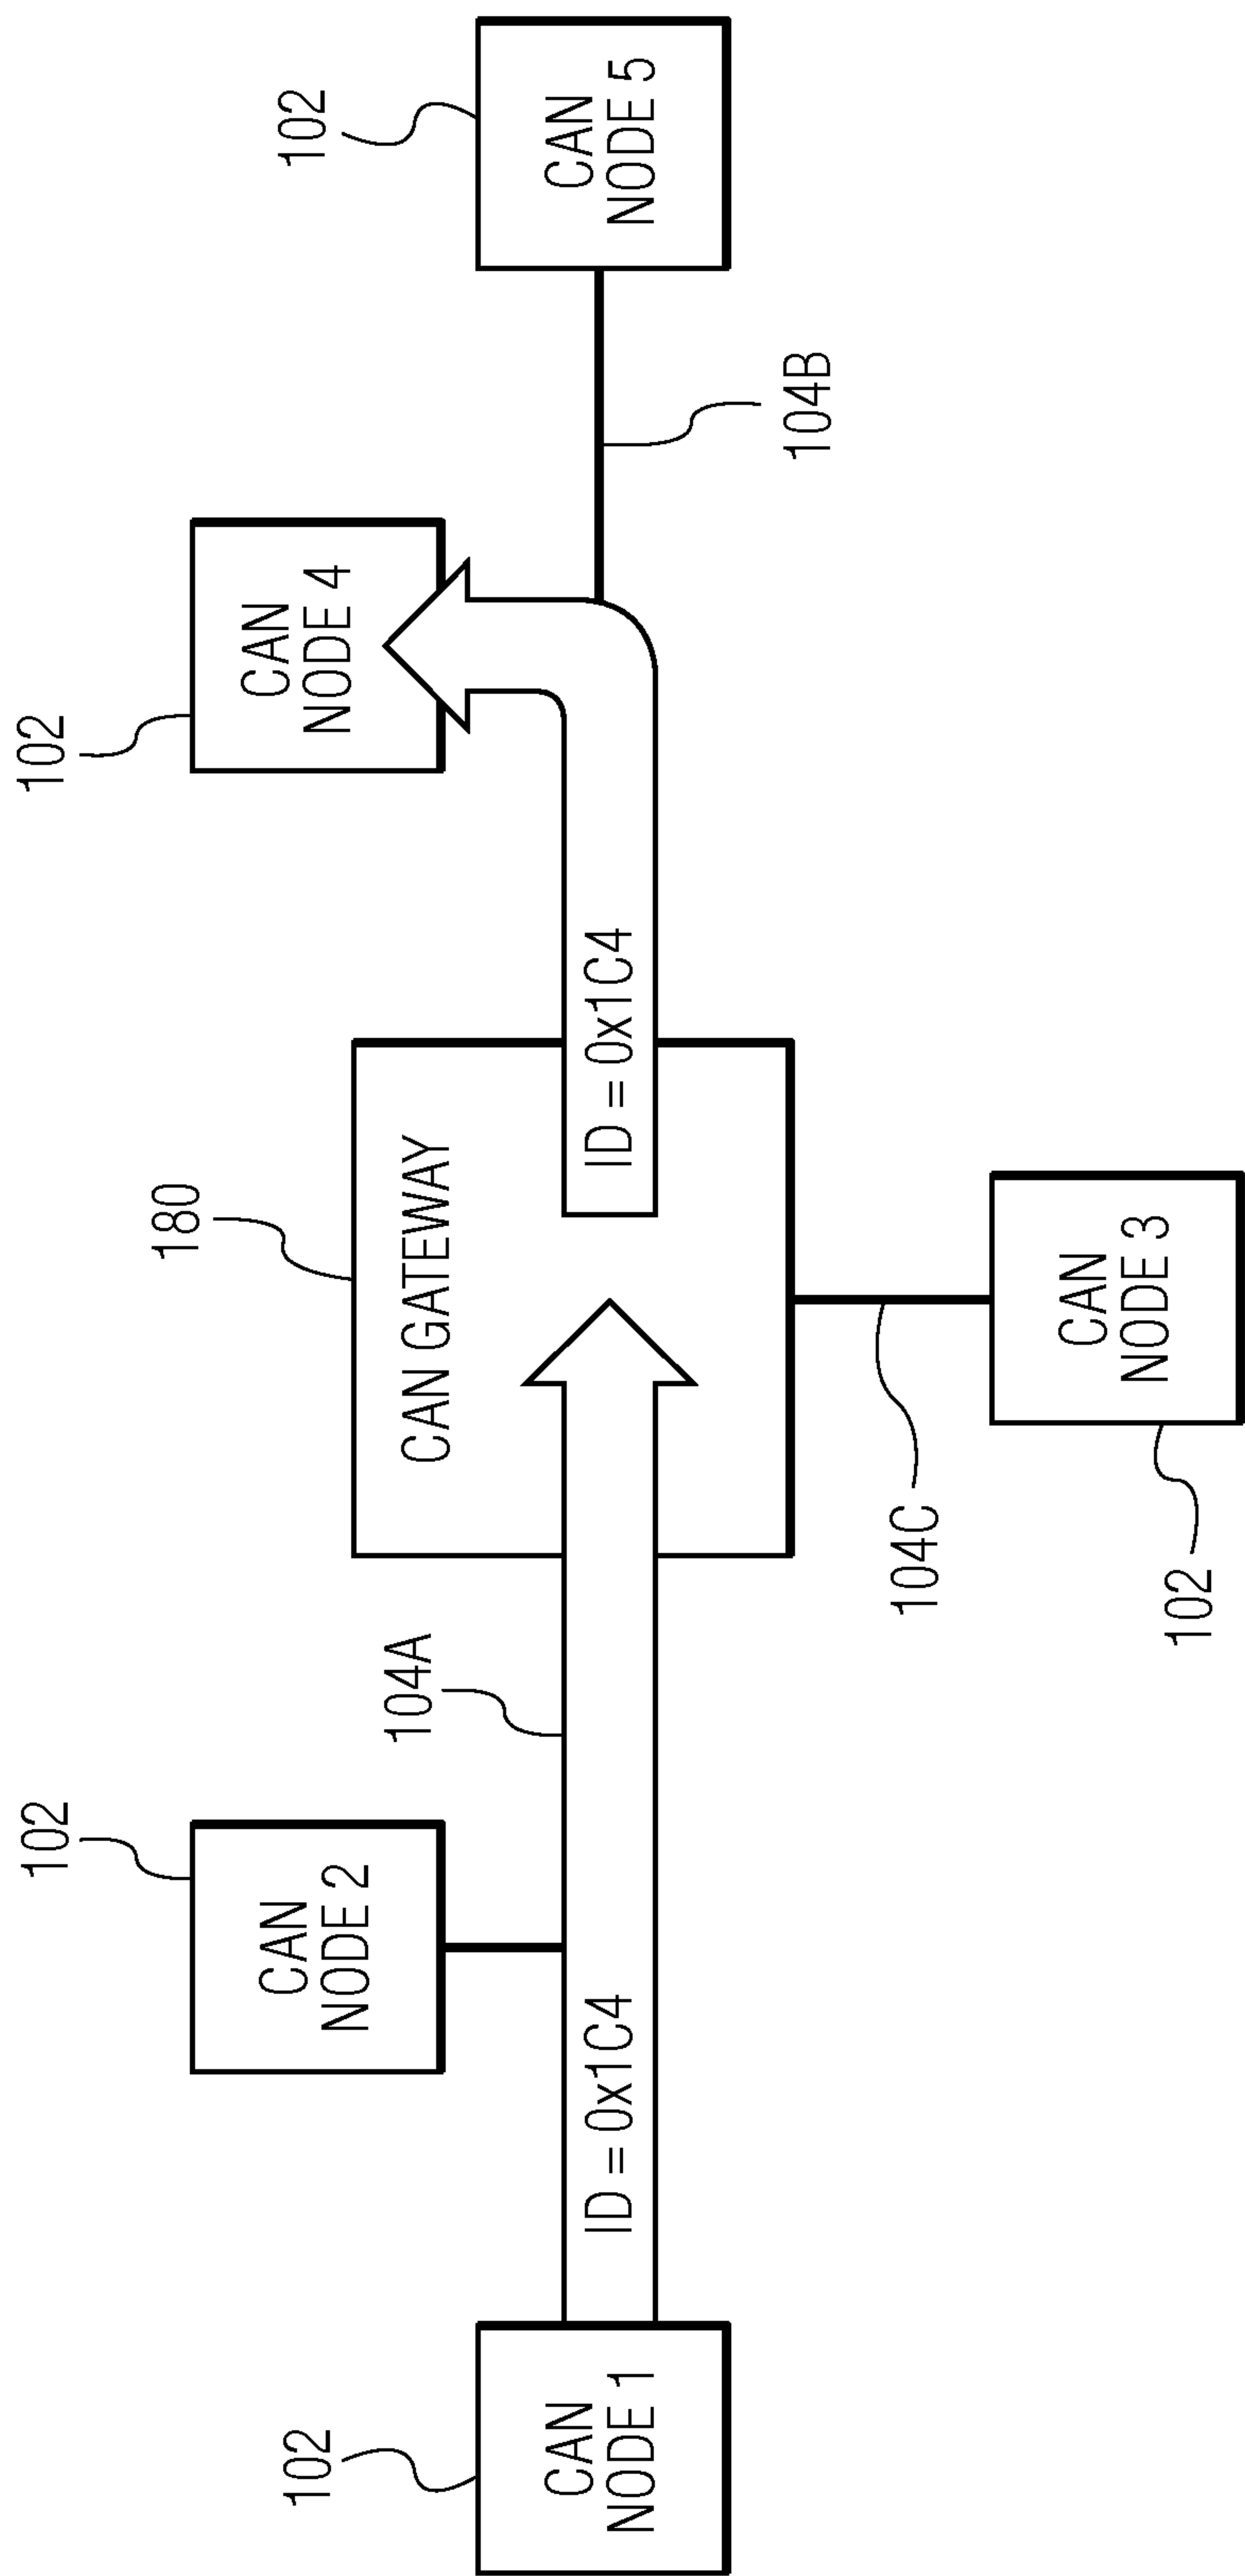 102
CAN
NODE 1
ID = 0x1C4
102
CAN
NODE 2
104A
180
CAN GATEWAY
ID = 0x1C4
104C
102
CAN
NODE 3
102
CAN
NODE 4
104B
102
CAN
NODE 5